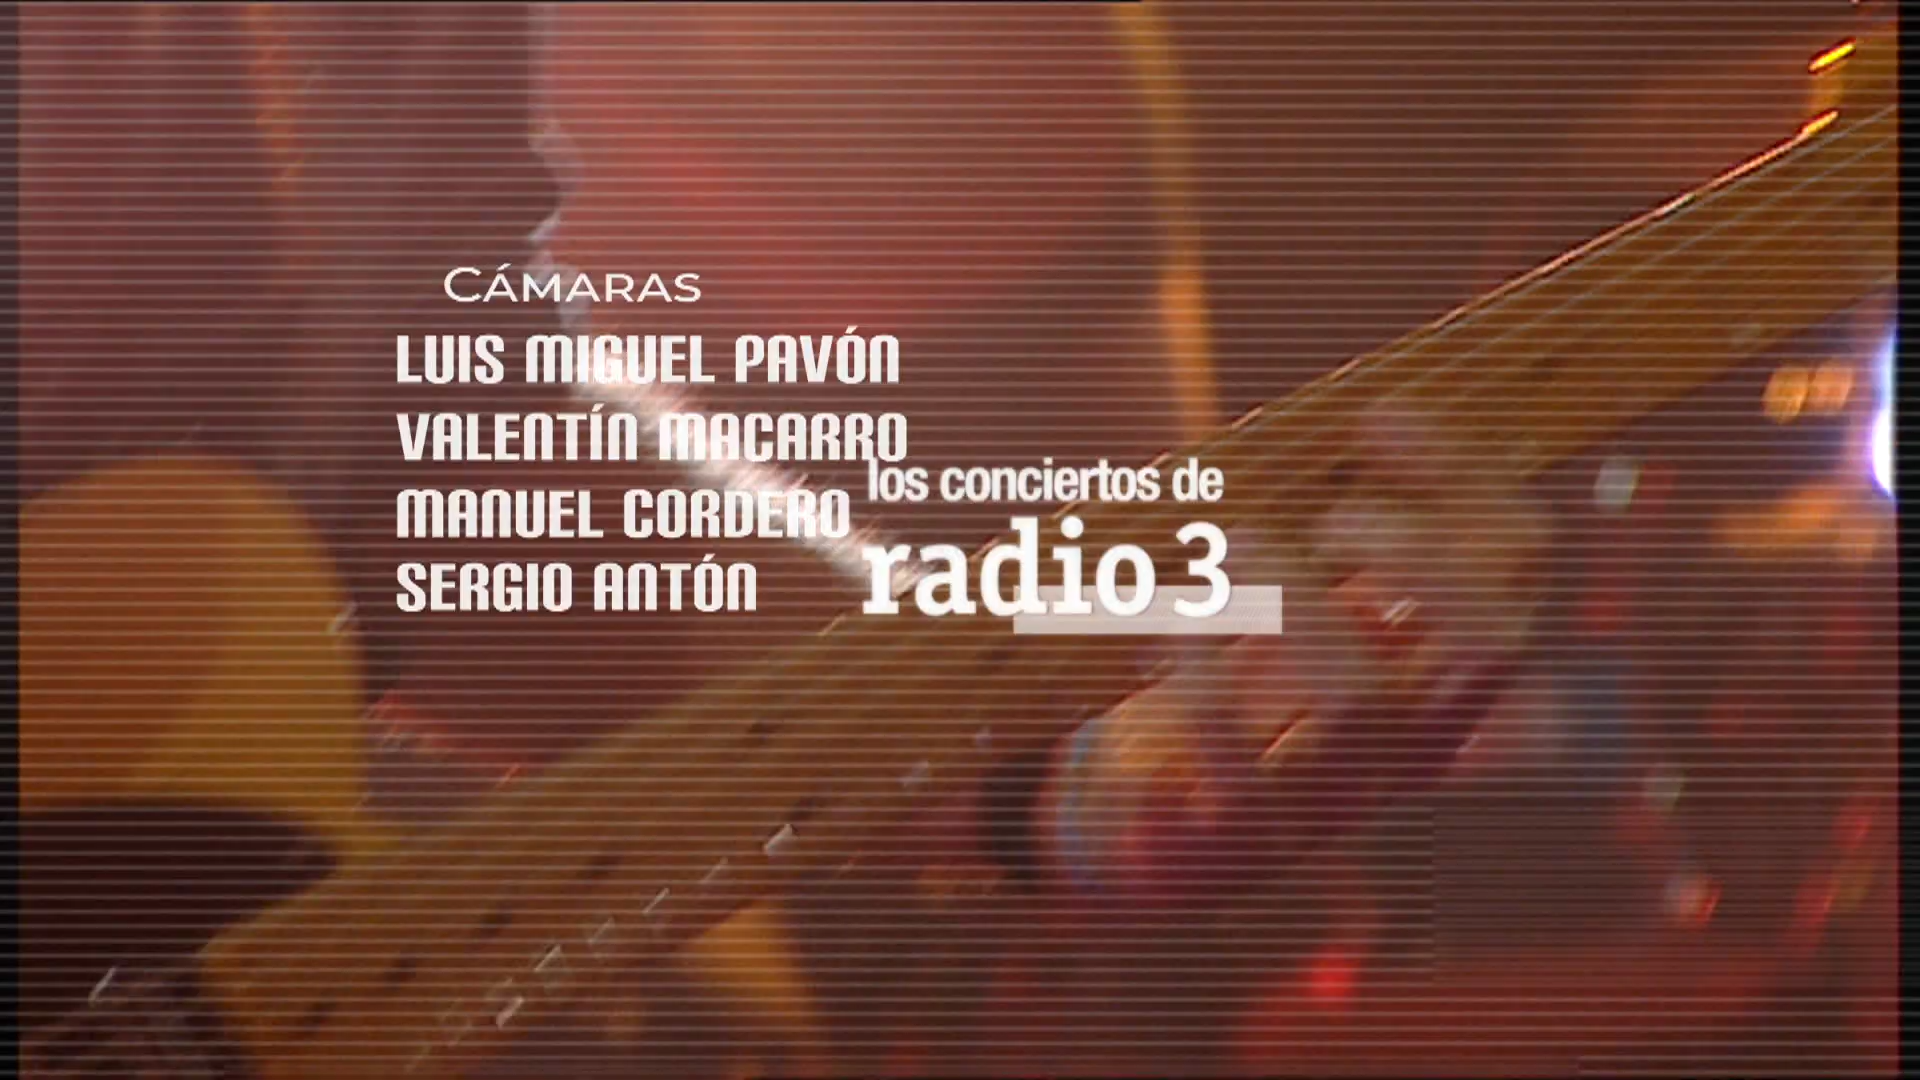 CÁMARAS
LUIS MIGUEL PAVÓN
VALENTÍN MACARRO
MANUEL CORDERO
SERGIO ANTÓN
los conciertos de
radio 3